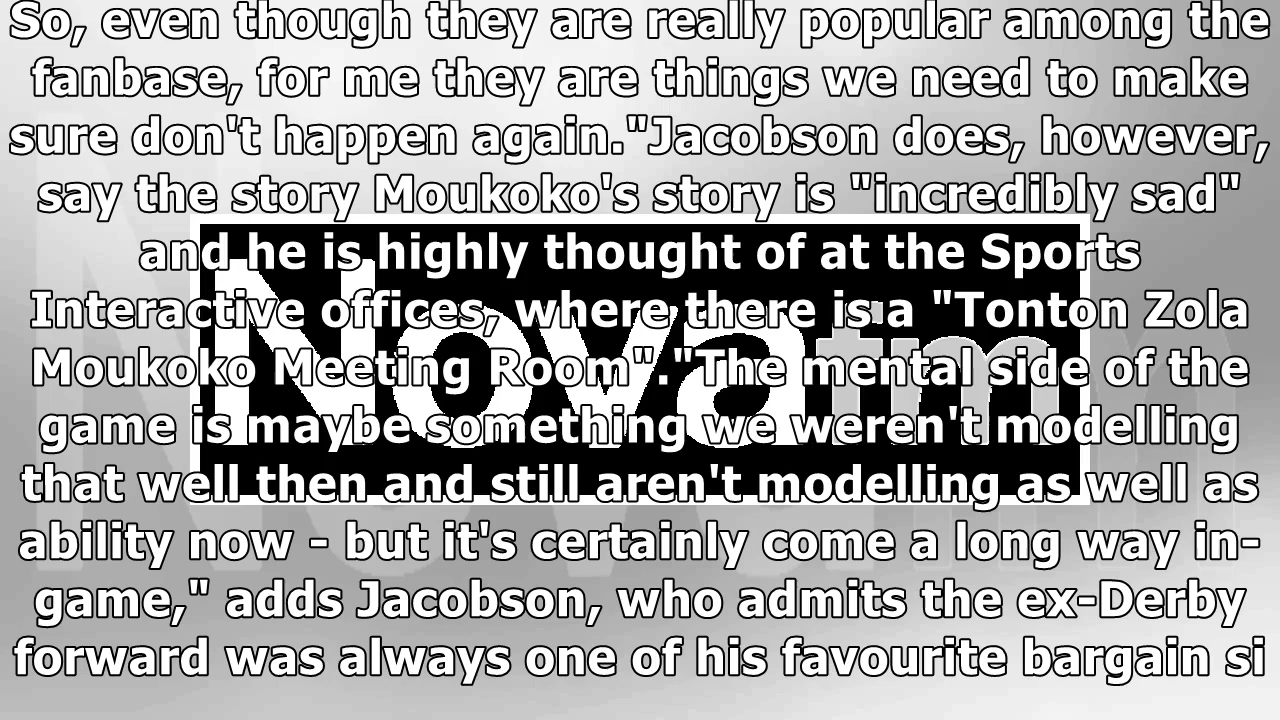 So, even though they are really popular among the
fanbase, for me they are things we need to make
sure don't happen again."Jacobson does, however,
say the story Moukoko's story is "incredibly sad"
and he is highly thought of at the Sports
Interactive offices, where there is a "Tonton Zola
Moukoko Meeting Room"."The mental side of the
game is maybe something we weren't modelling
that well then and still aren't modelling as well as
ability now - but it's certainly come a long way in-
game," adds Jacobson, who admits the ex-Derby
forward was always one of his favourite bargain si
Nova fm